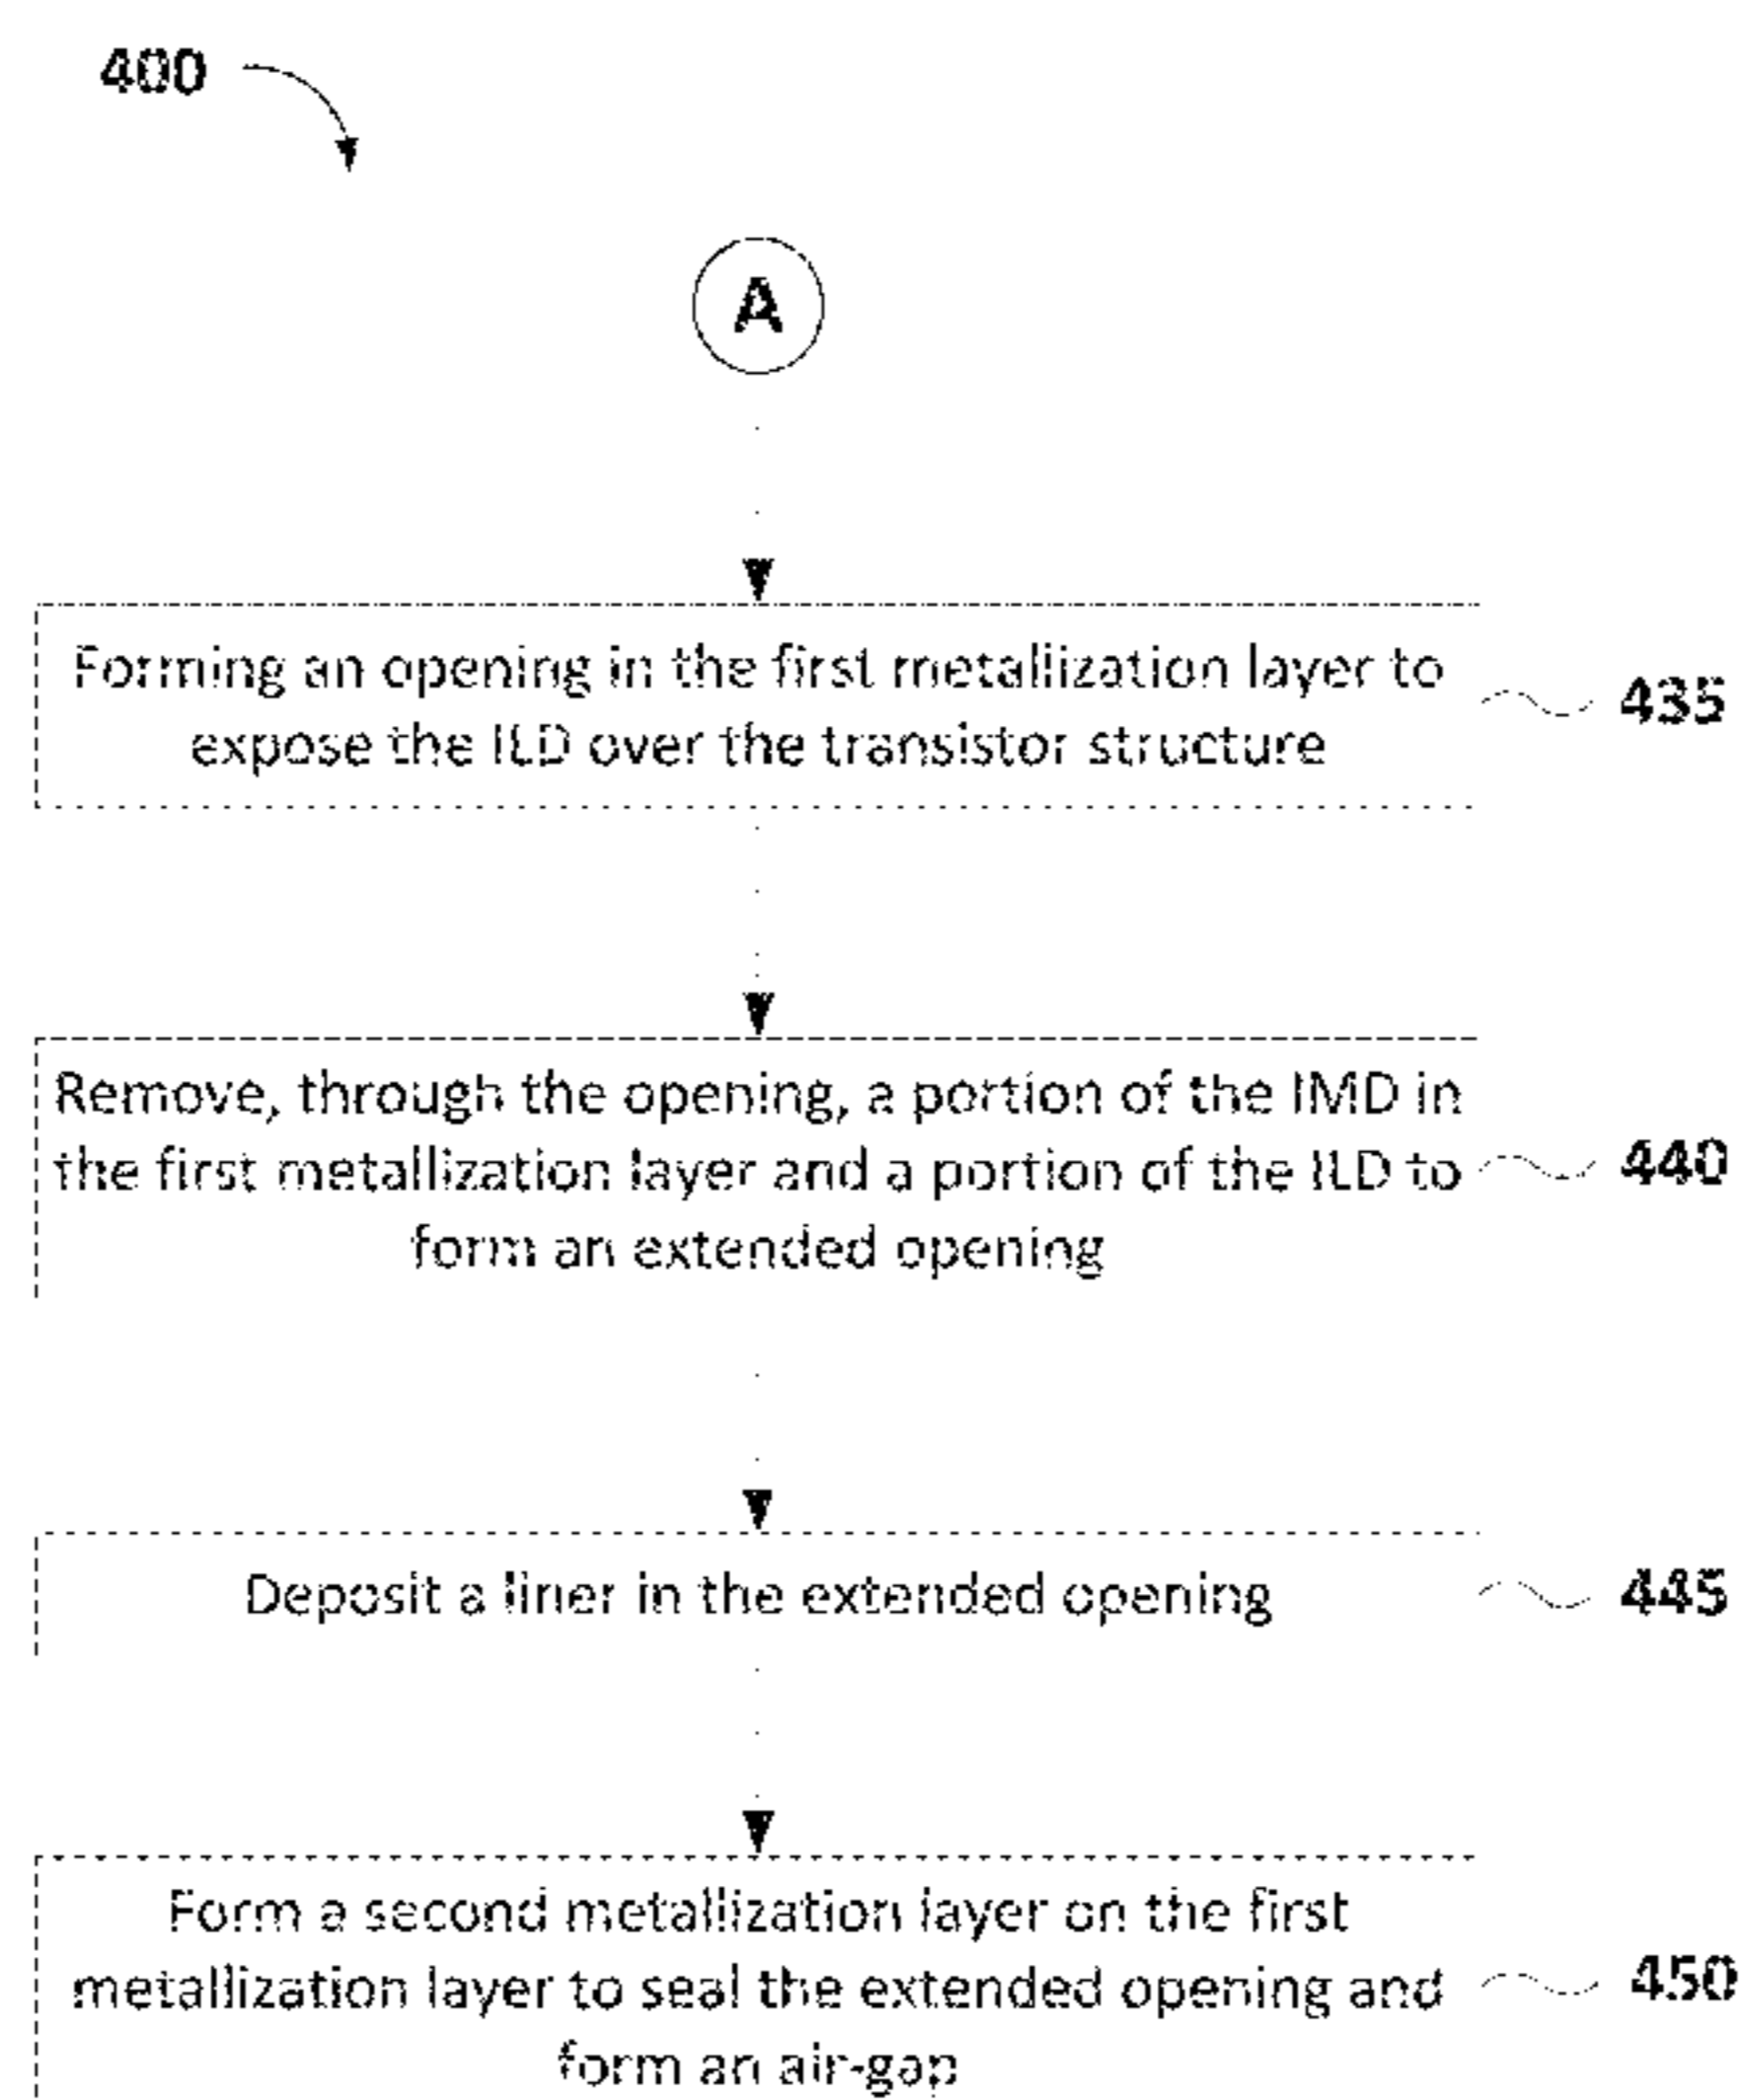 400
A
Forming an opening in the first metallization layer to
expose the ILD over the transistor structure
435
Remove, through the opening, a portion of the IMD in
the first metallization layer and a portion of the ILD to
form an extended opening
440
Deposit a liner in the extended opening
445
Form a second metallization layer on the first
metallization layer to seal the extended opening and
form an air-gap
450